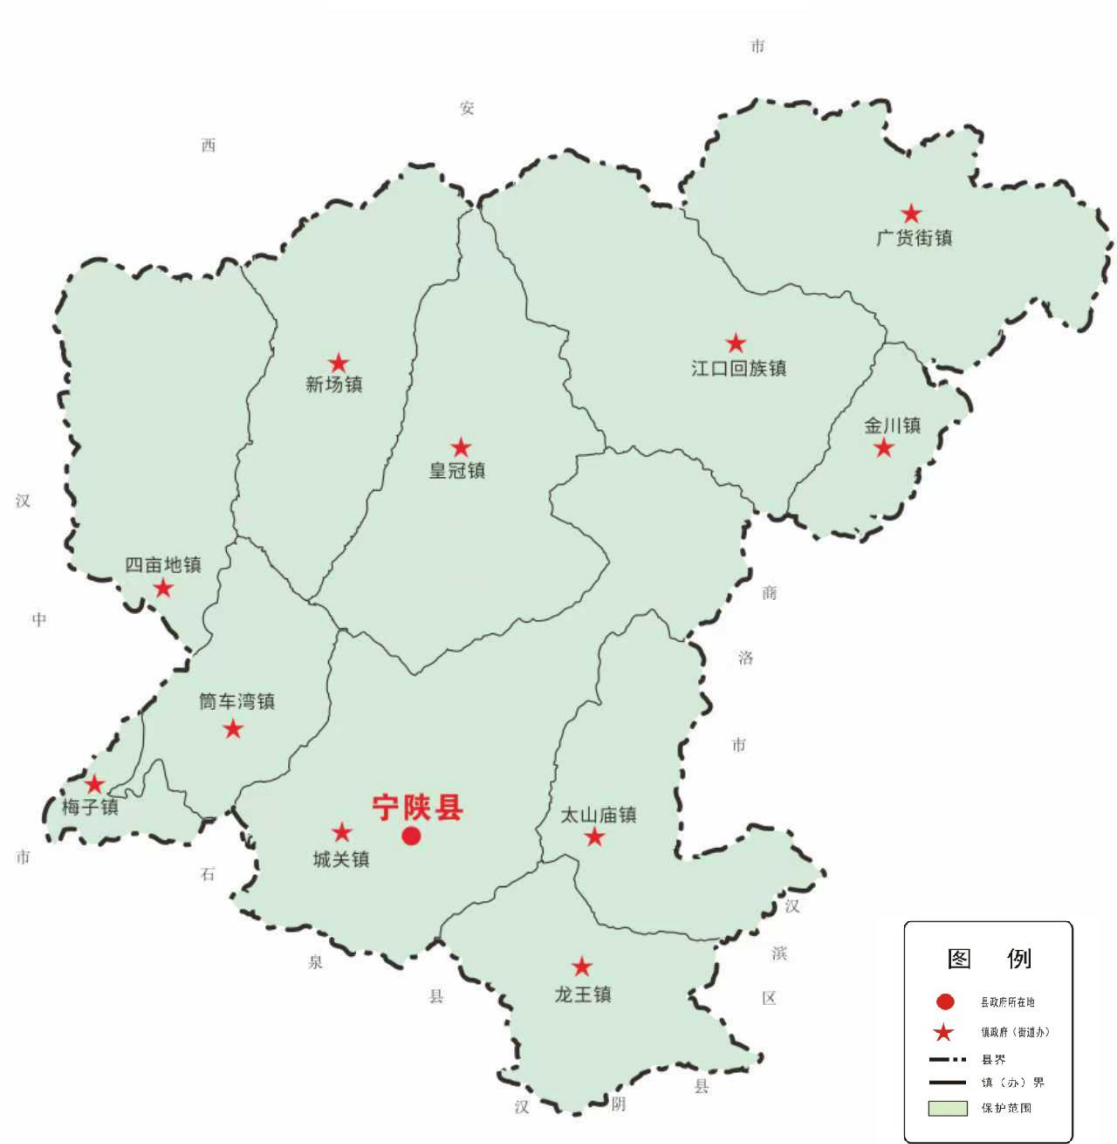 西安市
广货街镇
江口回族镇
新场镇
金川镇
皇冠镇
四亩地镇
筒车湾镇
梅子镇
宁陕县
城关镇
太山庙镇
龙王镇
汉中市
商洛市
石泉县
汉滨区
汉阴县
图 例
县政府所在地
镇政府（街道办）
县界
镇（办）界
保护范围